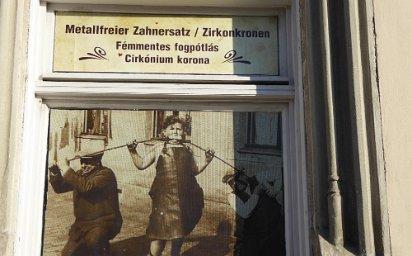 Metallfreier Zahnersatz / Zirkonkronen
Fémmentes fogpótlás
Cirkónium korona